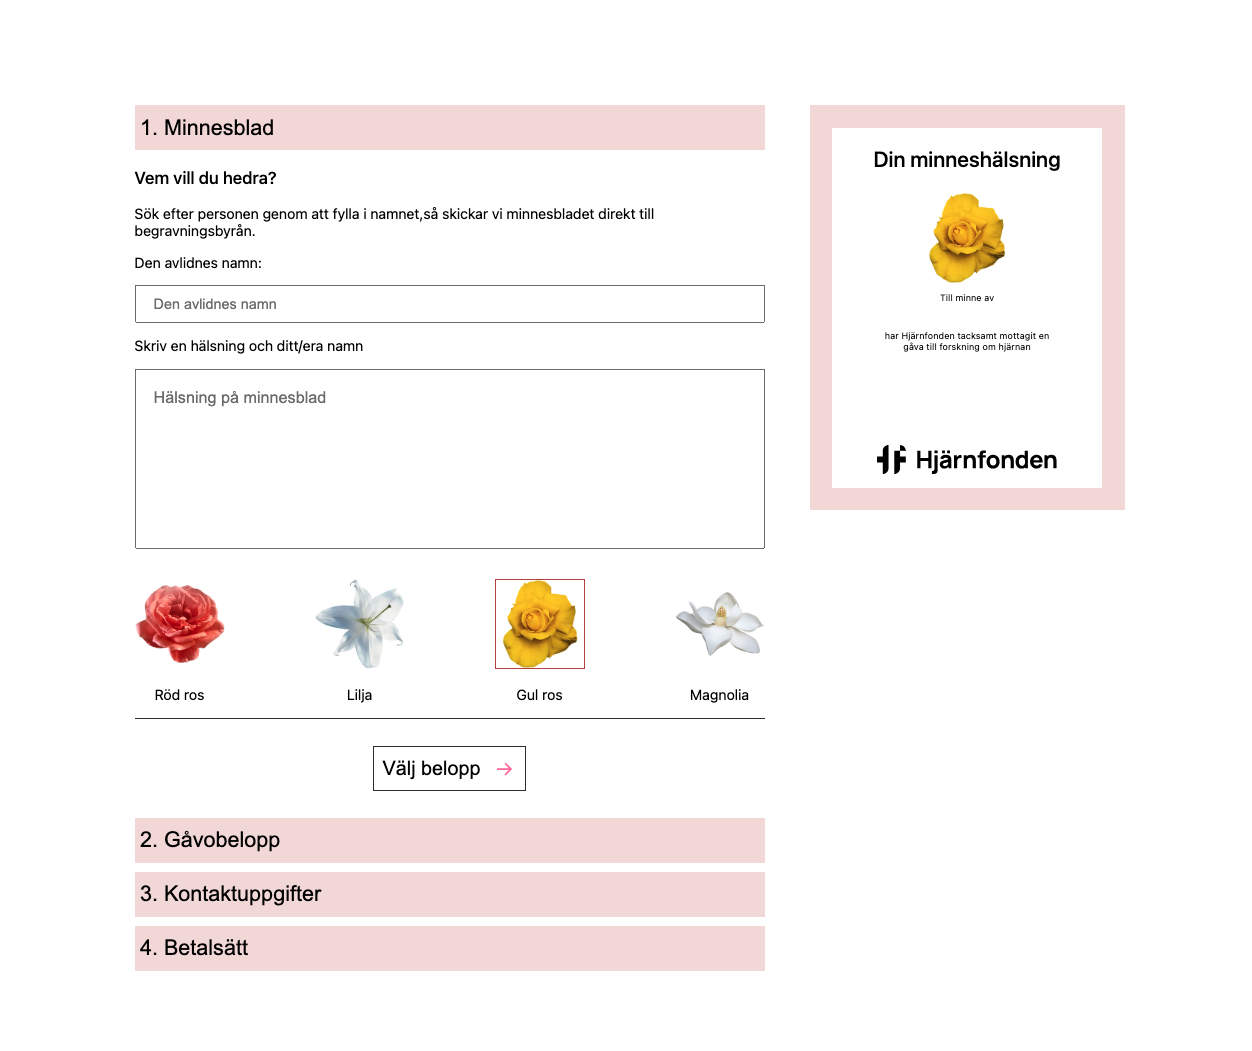 1. Minnesblad
Vem vill du hedra?
Sök efter personen genom att fylla i namnet,så skickar vi minnesbladet direkt till
begravningsbyrån.
Den avlidnes namn:
Den avlidnes namn
Skriv en hälsning och ditt/era namn
Hälsning på minnesblad
Röd ros
Lilja
Gul ros
Magnolia
Välj belopp →
2. Gåvobelopp
3. Kontaktuppgifter
4. Betalsätt
Din minneshälsning
Till minne av
har Hjärnfonden tacksamt mottagit en
gåva till forskning om hjärnan
Hjärnfonden